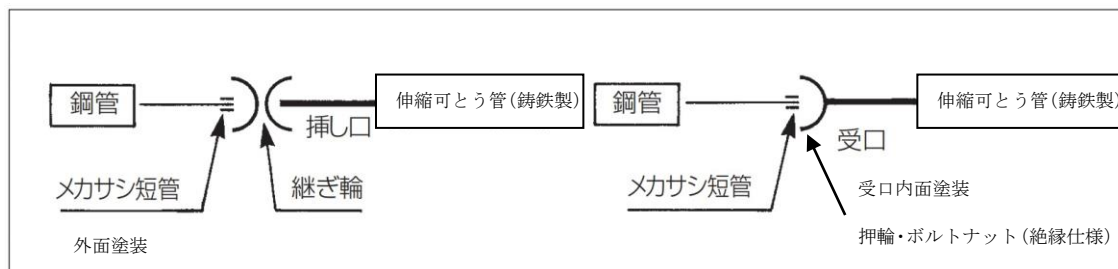 鋼管
伸縮可とう管(鋳鉄製)
挿し口
メカサシ短管
継ぎ輪
外面塗装
鋼管
伸縮可とう管(鋳鉄製)
受口
メカサシ短管
受口内面塗装
押輪・ボルトナット(絶縁仕様)